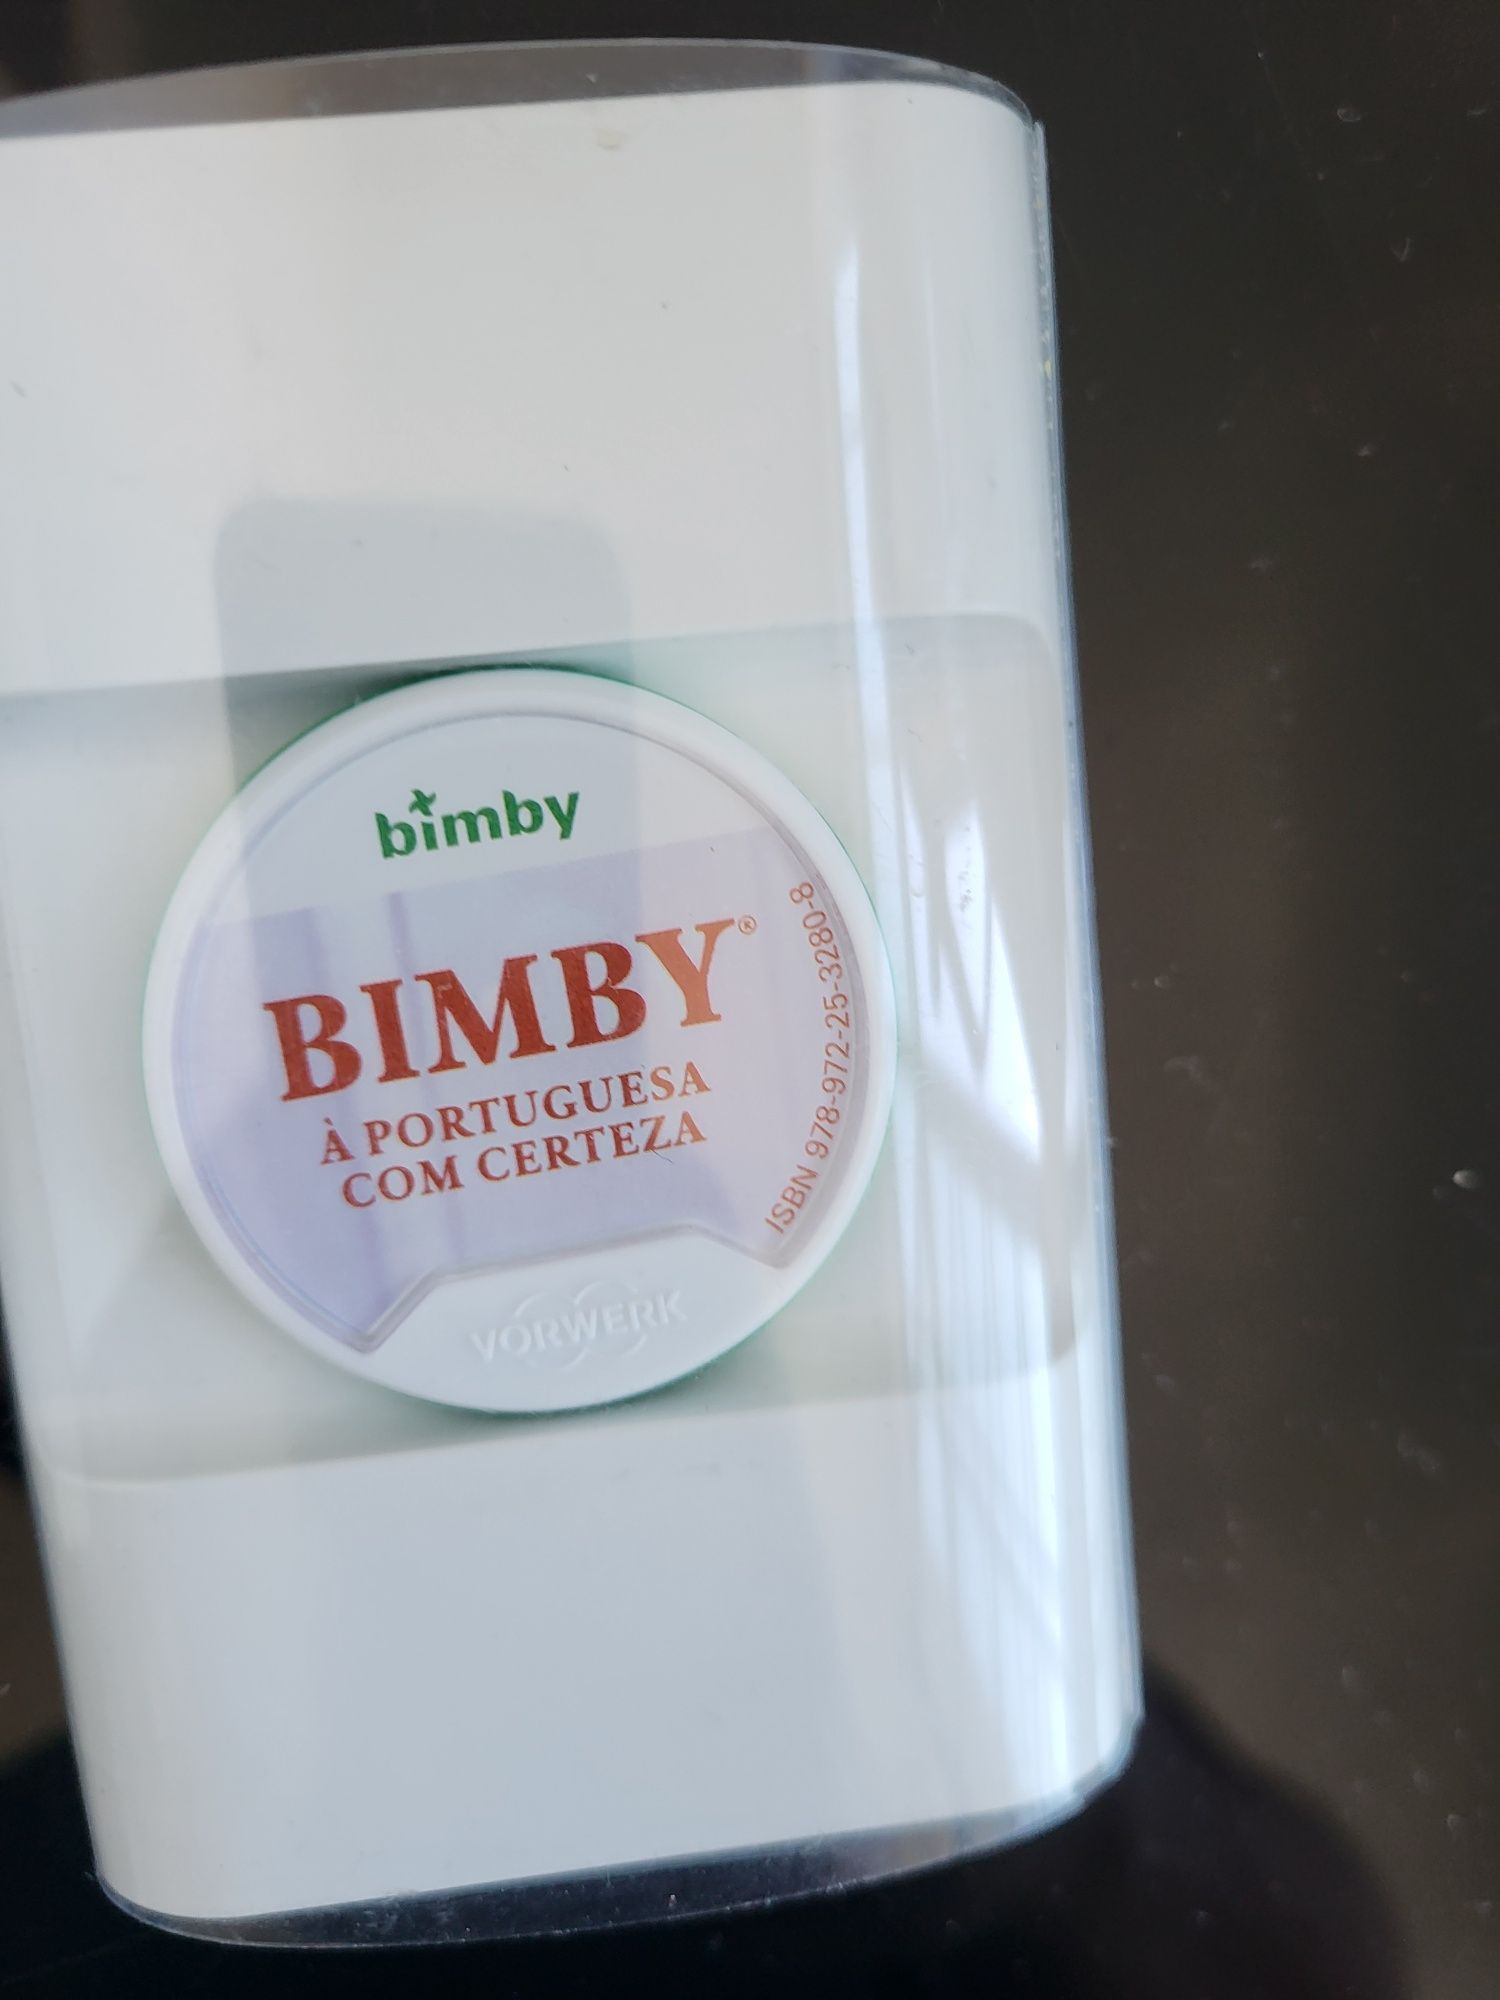 bimby
BIMBY®
À PORTUGUESA
COM CERTEZA
ISBN 978-972-25-3280-8
VORWERK